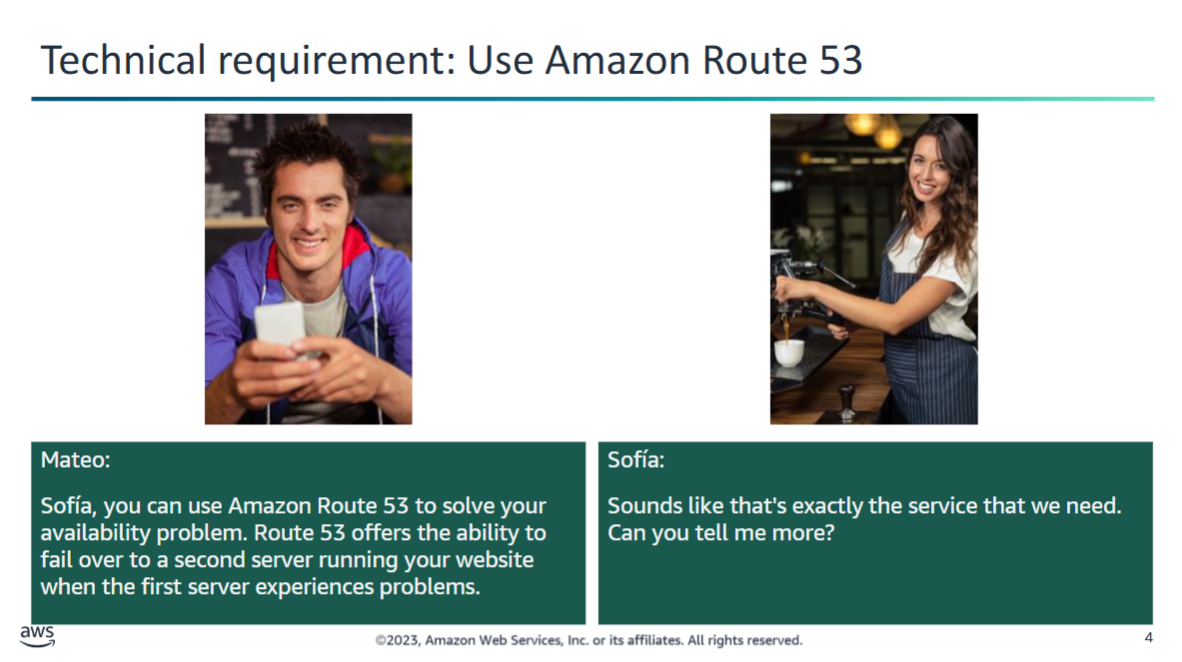 Technical requirement: Use Amazon Route 53
Mateo:
Sofía, you can use Amazon Route 53 to solve your
availability problem. Route 53 offers the ability to
fail over to a second server running your website
when the first server experiences problems.
Sofía:
Sounds like that's exactly the service that we need.
Can you tell me more?
aws
©2023, Amazon Web Services, Inc. or its affiliates. All rights reserved.
4